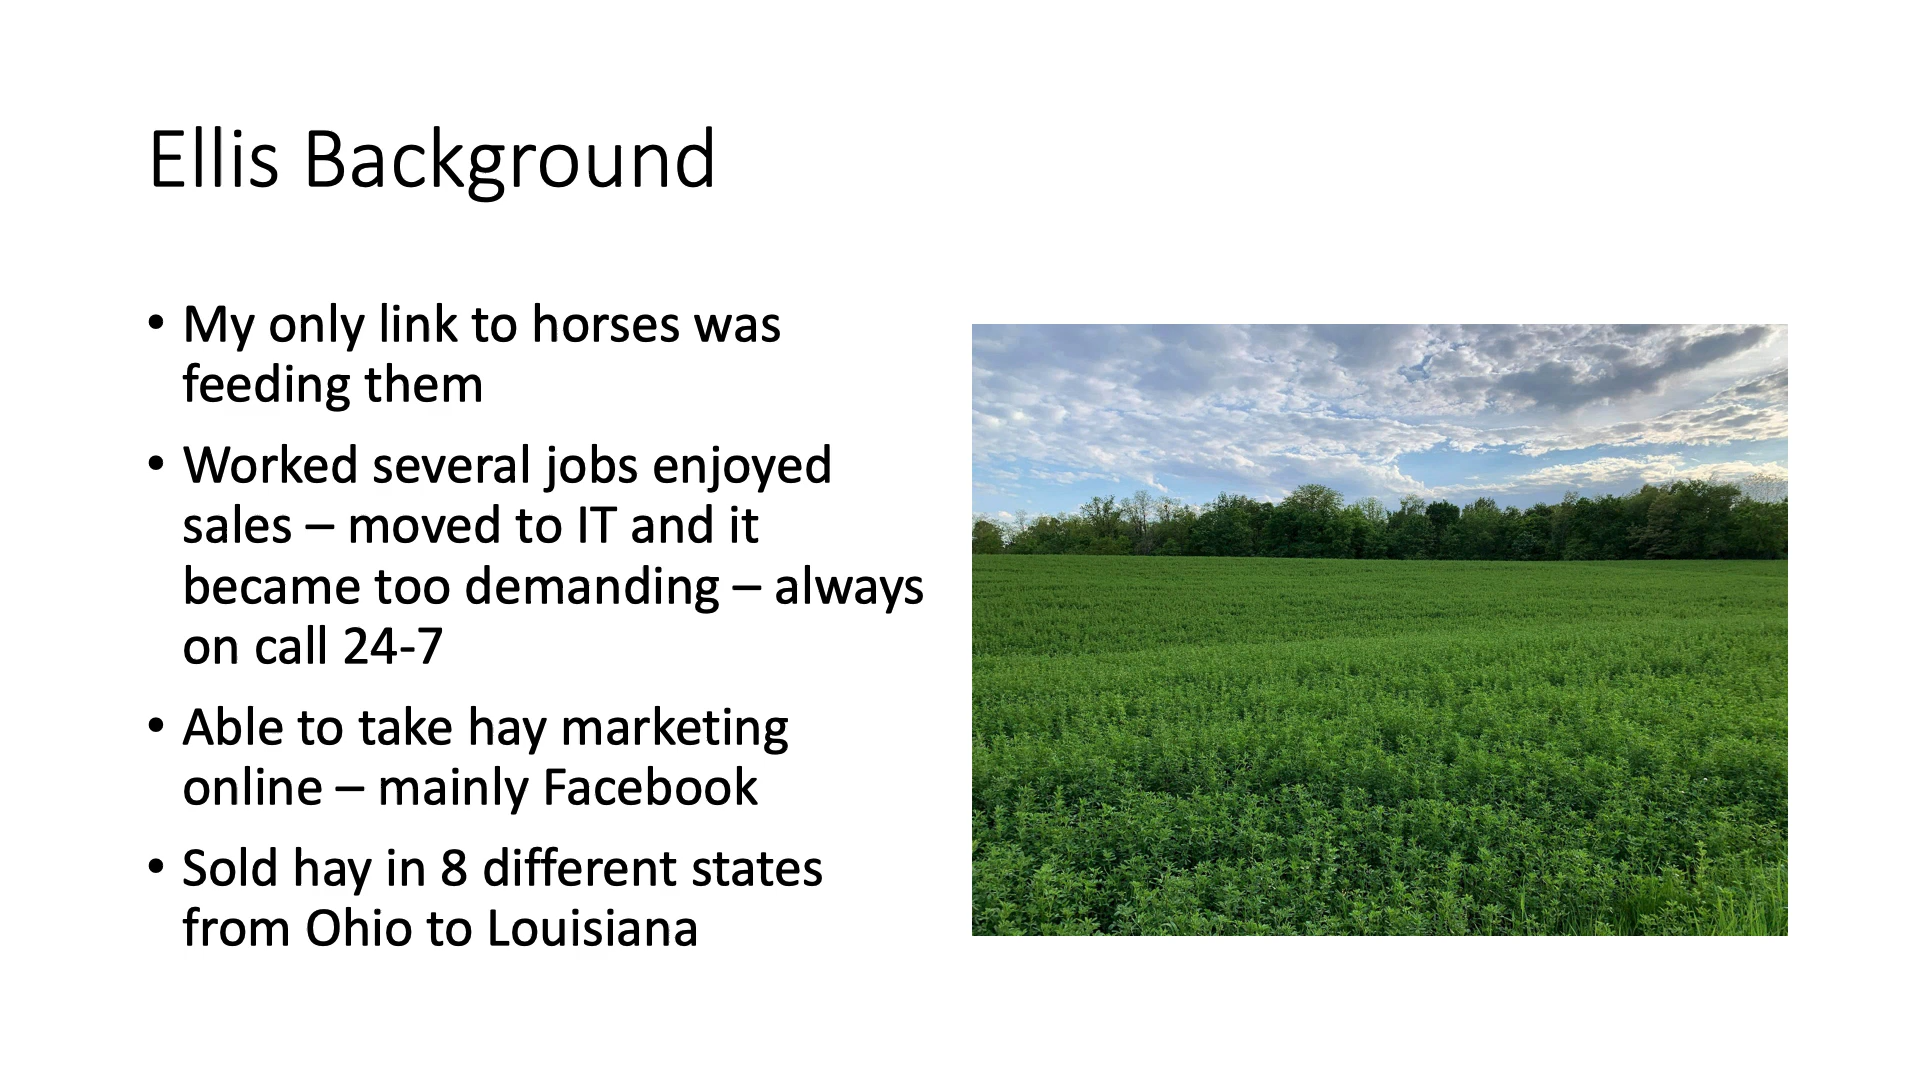 Ellis Background
• My only link to horses was
feeding them
• Worked several jobs enjoyed
sales – moved to IT and it
became too demanding – always
on call 24-7
• Able to take hay marketing
online – mainly Facebook
• Sold hay in 8 different states
from Ohio to Louisiana